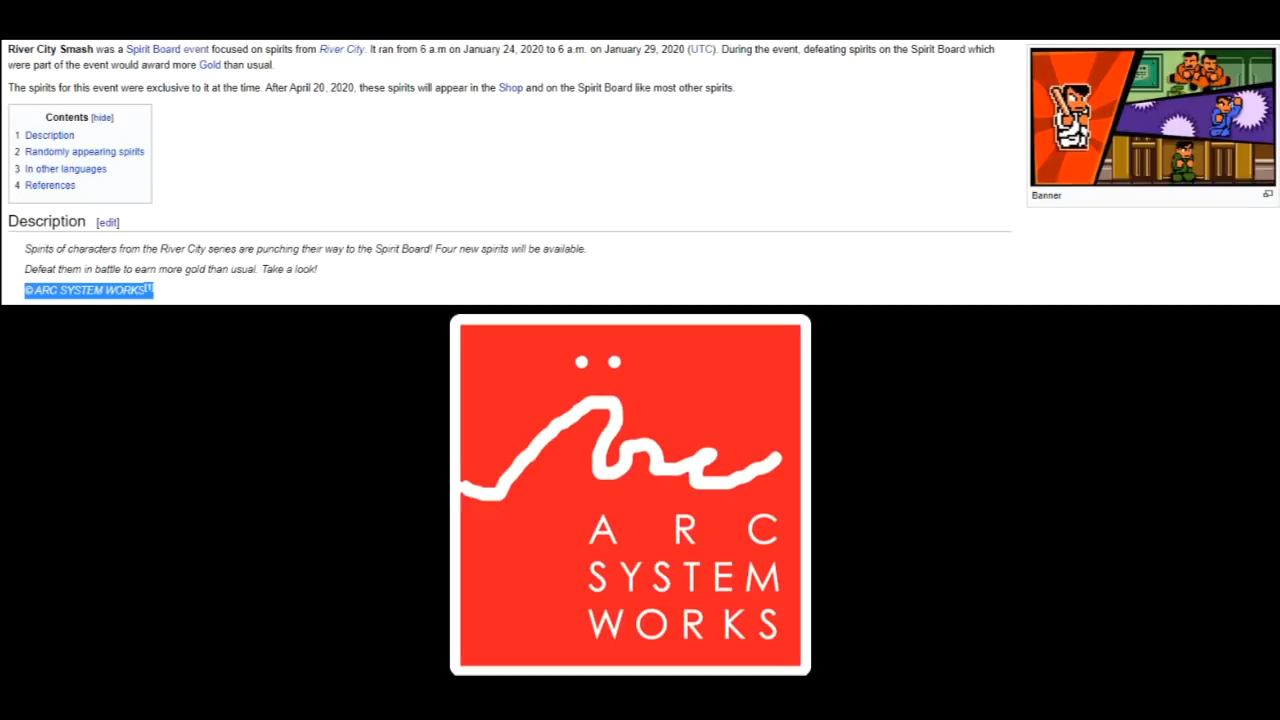 River City Smash was a Spirit Board event focused on spirits from River City. It ran from 6 a.m on January 24, 2020 to 6 a.m. on January 29, 2020 (UTC). During the event, defeating spirits on the Spirit Board which
were part of the event would award more Gold than usual.
The spirits for this event were exclusive to it at the time. After April 20, 2020, these spirits will appear in the Shop and on the Spirit Board like most other spirits.
Banner
Contents [hide]
1 Description
2 Randomly appearing spirits
3 In other languages
4 References
Description [edit]
Spirits of characters from the River City series are punching their way to the Spirit Board! Four new spirits will be available.
Defeat them in battle to earn more gold than usual. Take a look!
© ARC SYSTEM WORKS[1]
Arc
ARC
SYSTEM
WORKS